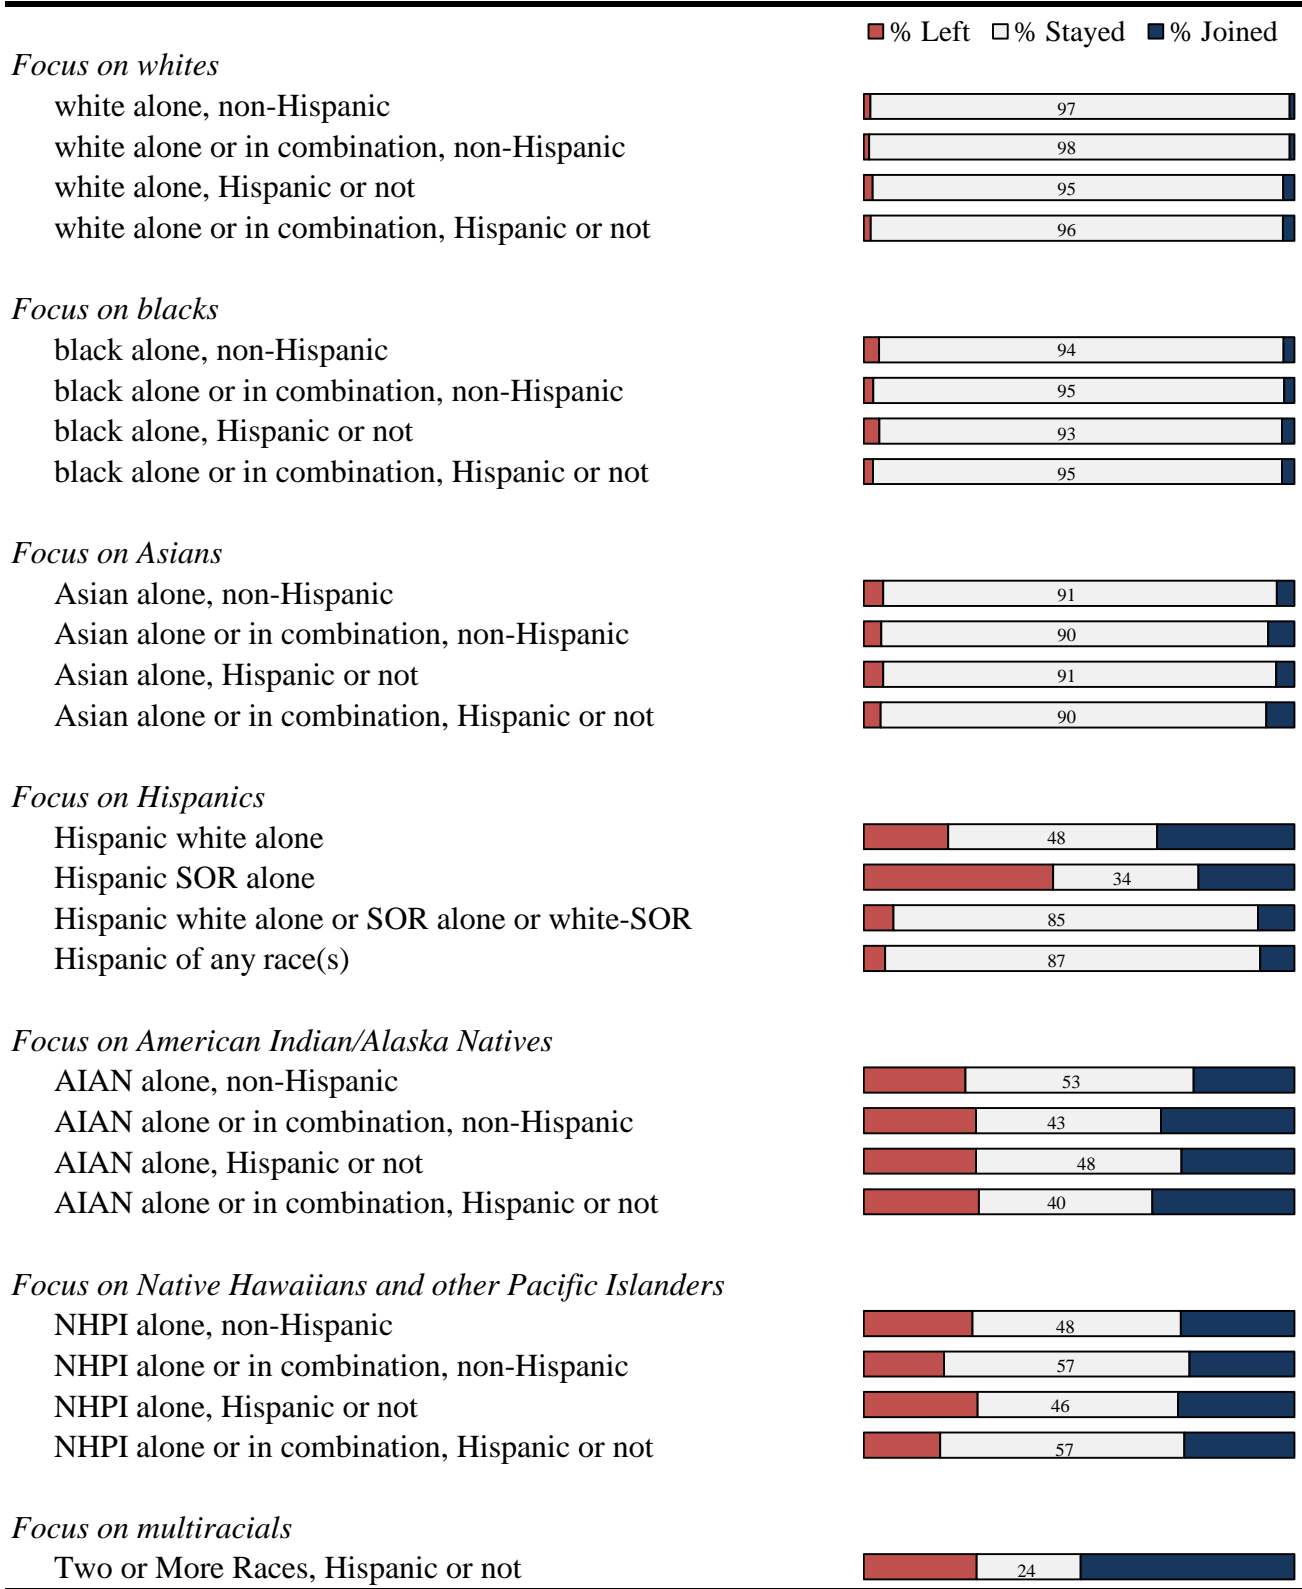 % Left % Stayed % Joined
Focus on whites
white alone, non-Hispanic 97
white alone or in combination, non-Hispanic 98
white alone, Hispanic or not 95
white alone or in combination, Hispanic or not 96
Focus on blacks
black alone, non-Hispanic 94
black alone or in combination, non-Hispanic 95
black alone, Hispanic or not 93
black alone or in combination, Hispanic or not 95
Focus on Asians
Asian alone, non-Hispanic 91
Asian alone or in combination, non-Hispanic 90
Asian alone, Hispanic or not 91
Asian alone or in combination, Hispanic or not 90
Focus on Hispanics
Hispanic white alone 48
Hispanic SOR alone 34
Hispanic white alone or SOR alone or white-SOR 85
Hispanic of any race(s) 87
Focus on American Indian/Alaska Natives
AIAN alone, non-Hispanic 53
AIAN alone or in combination, non-Hispanic 43
AIAN alone, Hispanic or not 48
AIAN alone or in combination, Hispanic or not 40
Focus on Native Hawaiians and other Pacific Islanders
NHPI alone, non-Hispanic 48
NHPI alone or in combination, non-Hispanic 57
NHPI alone, Hispanic or not 46
NHPI alone or in combination, Hispanic or not 57
Focus on multiracials
Two or More Races, Hispanic or not 24